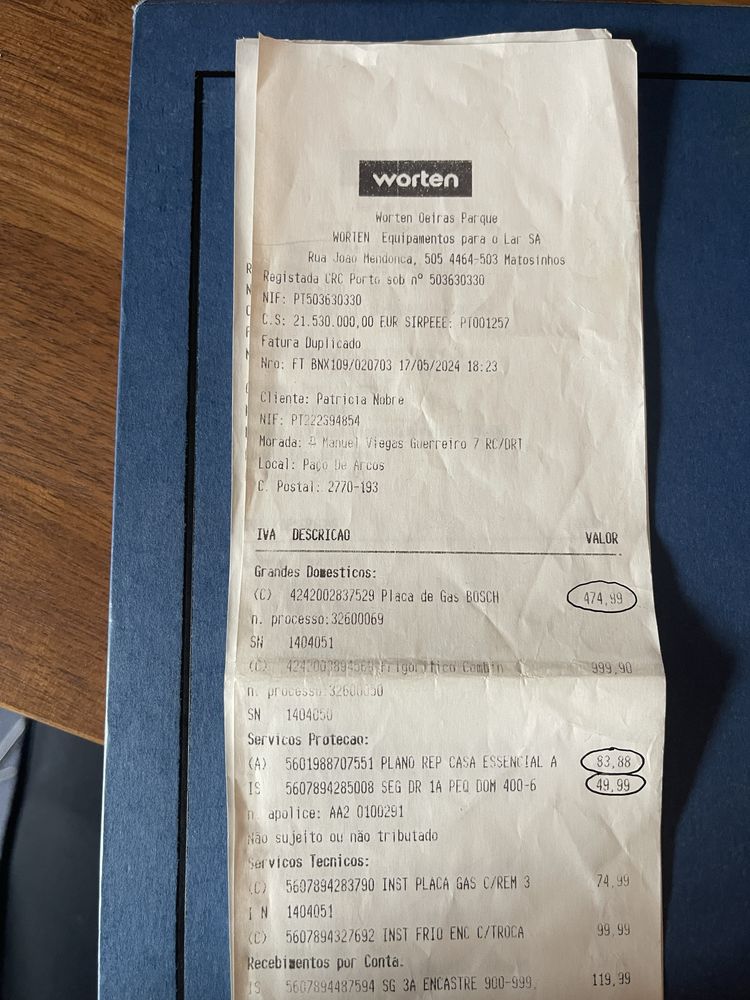 worten
Worten Oeiras Parque
WORTEN Equipamentos para o Lar SA
Rua João Mendonca, 505 4464-503 Matosinhos
Registada CRC Porto sob nº 503630330
NIF: PT503630330
C.S: 21.530.000,00 EUR SIRPEEE: PT001257
Fatura Duplicado
Nro: FT BNX109/020703 17/05/2024 18:23
Cliente: Patricia Nobre
NIF: PT222394854
Morada: Manuel Viegas Guerreiro 7 RC/DRT
Local: Paço De Arcos
C. Postal: 2770-193
IVA DESCRICAO VALOR
Grandes Domesticos:
(C) 4242002837529 Placa de Gas BOSCH 474,99
n. processo:32600069
SN 1404051
(C) Frigorifico Combin 999,90
n. processo:32600050
SN 1404050
Servicos Protecao:
(A) 5601988707551 PLANO REP CASA ESSENCIAL A 83,88
IS 5607894285008 SEG DR 1A PEQ DOM 400-6 49,99
n. apolice: AA2 0100291
Não sujeito ou não tributado
Servicos Tecnicos:
(C) 5607894283790 INST PLACA GAS C/REM 3 74,99
I N 1404051
(C) 5607894327692 INST FRIO ENC C/TROCA 99,99
Recebimentos por Conta:
IS 5607894487594 SG 3A ENCASTRE 900-999, 119,99